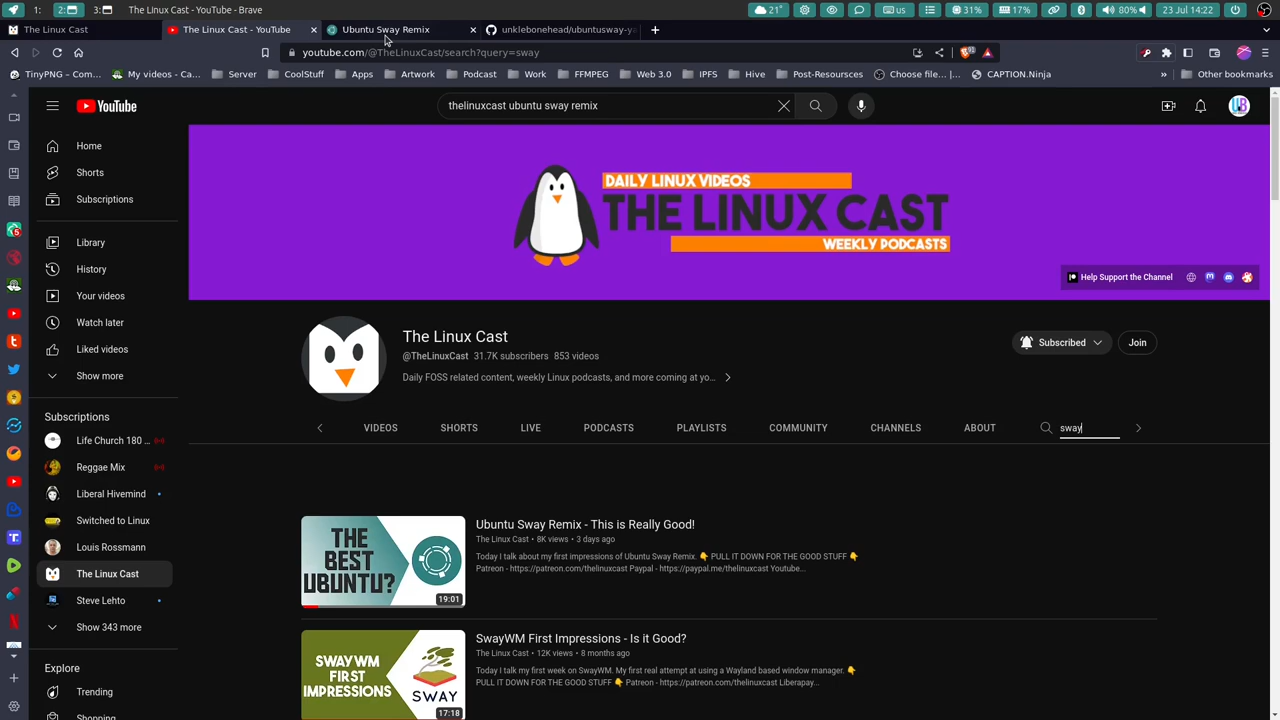 1:
2: The Linux Cast - YouTube - Brave
3:
21°
us
31%
17%
80%
23 Jul 14:22
The Linux Cast
The Linux Cast - YouTube
Ubuntu Sway Remix
unklebonehead/ubuntusway-y
youtube.com/@TheLinuxCast/search?query=sway
TinyPNG – Comp...
My videos - Ca...
Server
CoolStuff
Apps
Artwork
Podcast
Work
FFMPEG
Web 3.0
IPFS
Hive
Post-Resoursces
Choose file... |...
CAPTION.Ninja
»
Other bookmarks
YouTube
thelinuxcast ubuntu sway remix
Home
Shorts
Subscriptions
Library
History
Your videos
Watch later
Liked videos
Show more
Subscriptions
Life Church 180 ...
Reggae Mix
Liberal Hivemind
Switched to Linux
Louis Rossmann
The Linux Cast
Steve Lehto
Show 343 more
Explore
Trending
Shopping
DAILY LINUX VIDEOS
THE LINUX CAST
WEEKLY PODCASTS
Help Support the Channel
The Linux Cast
@TheLinuxCast 31.7K subscribers 853 videos
Daily FOSS related content, weekly Linux podcasts, and more coming at yo...
Subscribed
Join
VIDEOS
SHORTS
LIVE
PODCASTS
PLAYLISTS
COMMUNITY
CHANNELS
ABOUT
sway
THE
BEST
UBUNTU?
19:01
Ubuntu Sway Remix - This is Really Good!
The Linux Cast • 8K views • 3 days ago
Today I talk about my first impressions of Ubuntu Sway Remix. 👇 PULL IT DOWN FOR THE GOOD STUFF 👇
Patreon - https://patreon.com/thelinuxcast Paypal - https://paypal.me/thelinuxcast Youtube...
SWAYWM
FIRST
IMPRESSIONS
SWAY
17:18
SwayWM First Impressions - Is it Good?
The Linux Cast • 12K views • 8 months ago
Today I talk my first week on SwayWM. My first real attempt at using a Wayland based window manager. 👇
PULL IT DOWN FOR THE GOOD STUFF 👇 Patreon - https://patreon.com/thelinuxcast Liberapay...